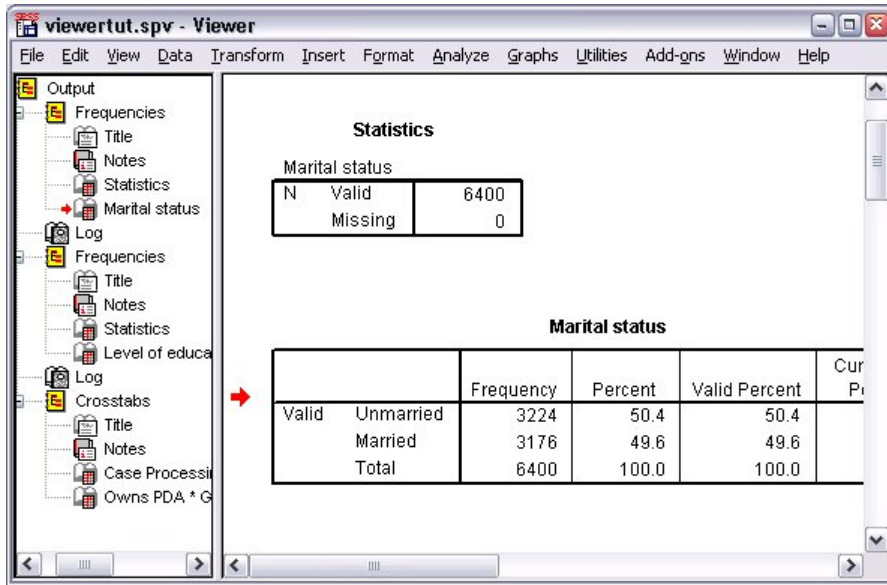 viewertut.spv - Viewer
File Edit View Data Transform Insert Format Analyze Graphs Utilities Add-ons Window Help
Output
Frequencies
Title
Notes
Statistics
Marital status
Log
Frequencies
Title
Notes
Statistics
Level of educa
Log
Crosstabs
Title
Notes
Case Processi
Owns PDA * G
Statistics
Marital status
N Valid 6400
Missing 0
Marital status
Cur
Frequency Percent Valid Percent P
Valid Unmarried 3224 50.4 50.4
Married 3176 49.6 49.6
Total 6400 100.0 100.0